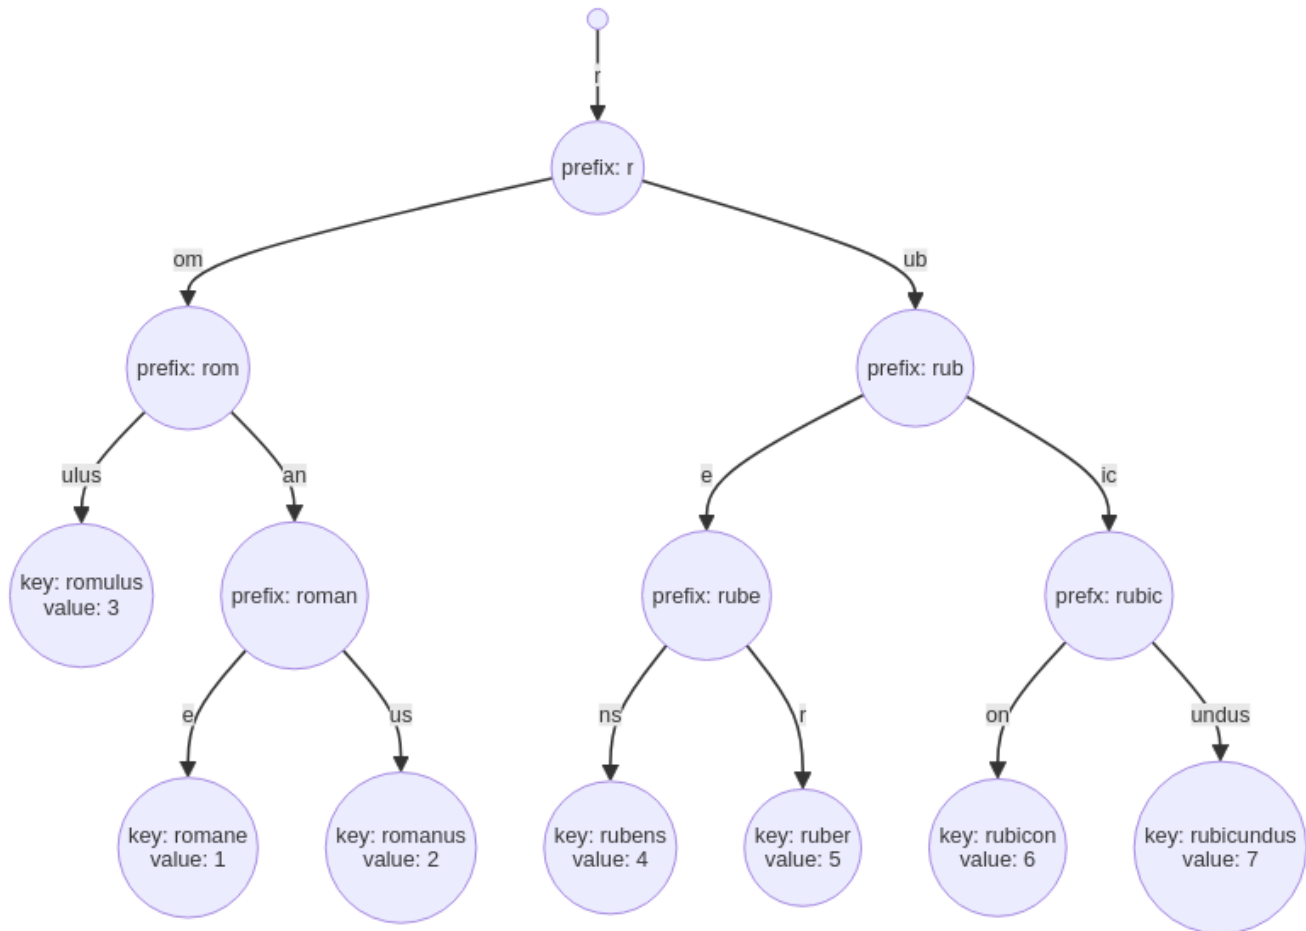 r
prefix: r
om
ub
prefix: rom
prefix: rub
ulus
an
e
ic
key: romulus
value: 3
prefix: roman
prefix: rube
prefx: rubic
e
us
ns
r
on
undus
key: romane
value: 1
key: romanus
value: 2
key: rubens
value: 4
key: ruber
value: 5
key: rubicon
value: 6
key: rubicundus
value: 7